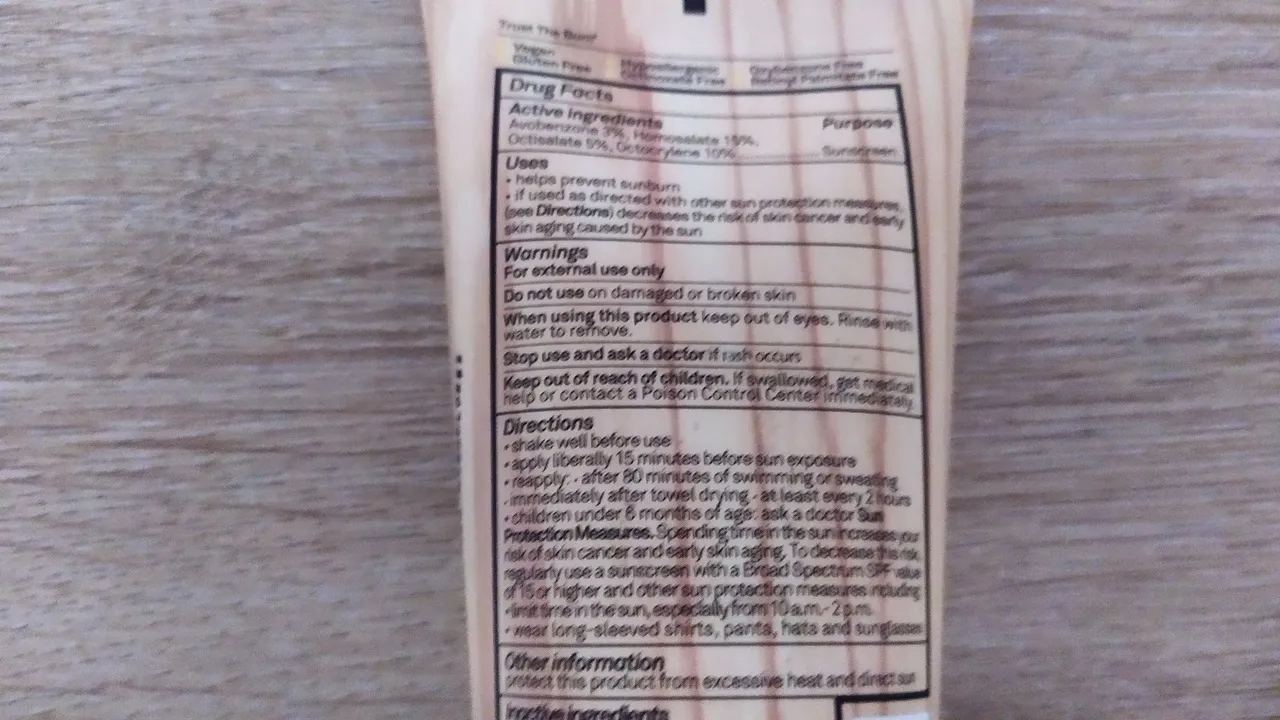 Trust The Sum!
Vegan
Gluten Free
Hypoallergenic
Octinoxate Free
Oxybenzone Free
Retinyl Palmitate Free
Drug Facts
Active Ingredients Purpose
Avobenzone 3%, Homosalate 15%,
Octisalate 5%, Octocrylene 10% Sunscreen
Uses
• helps prevent sunburn
• if used as directed with other sun protection measures,
(see Directions) decreases the risk of skin cancer and early
skin aging caused by the sun
Warnings
For external use only
Do not use on damaged or broken skin
When using this product keep out of eyes. Rinse with
water to remove.
Stop use and ask a doctor if rash occurs
Keep out of reach of children. If swallowed, get medical
help or contact a Poison Control Center immediately.
Directions
• shake well before use
• apply liberally 15 minutes before sun exposure
• reapply: - after 80 minutes of swimming or sweating
- immediately after towel drying - at least every 2 hours
• children under 6 months of age: ask a doctor Sun
Protection Measures. Spending time in the sun increases your
risk of skin cancer and early skin aging. To decrease this risk,
regularly use a sunscreen with a Broad Spectrum SPF value
of 15 or higher and other sun protection measures including
• limit time in the sun, especially from 10 a.m. - 2 p.m.
• wear long-sleeved shirts, pants, hats and sunglasses
Other information
protect this product from excessive heat and direct sun
Inactive ingredients